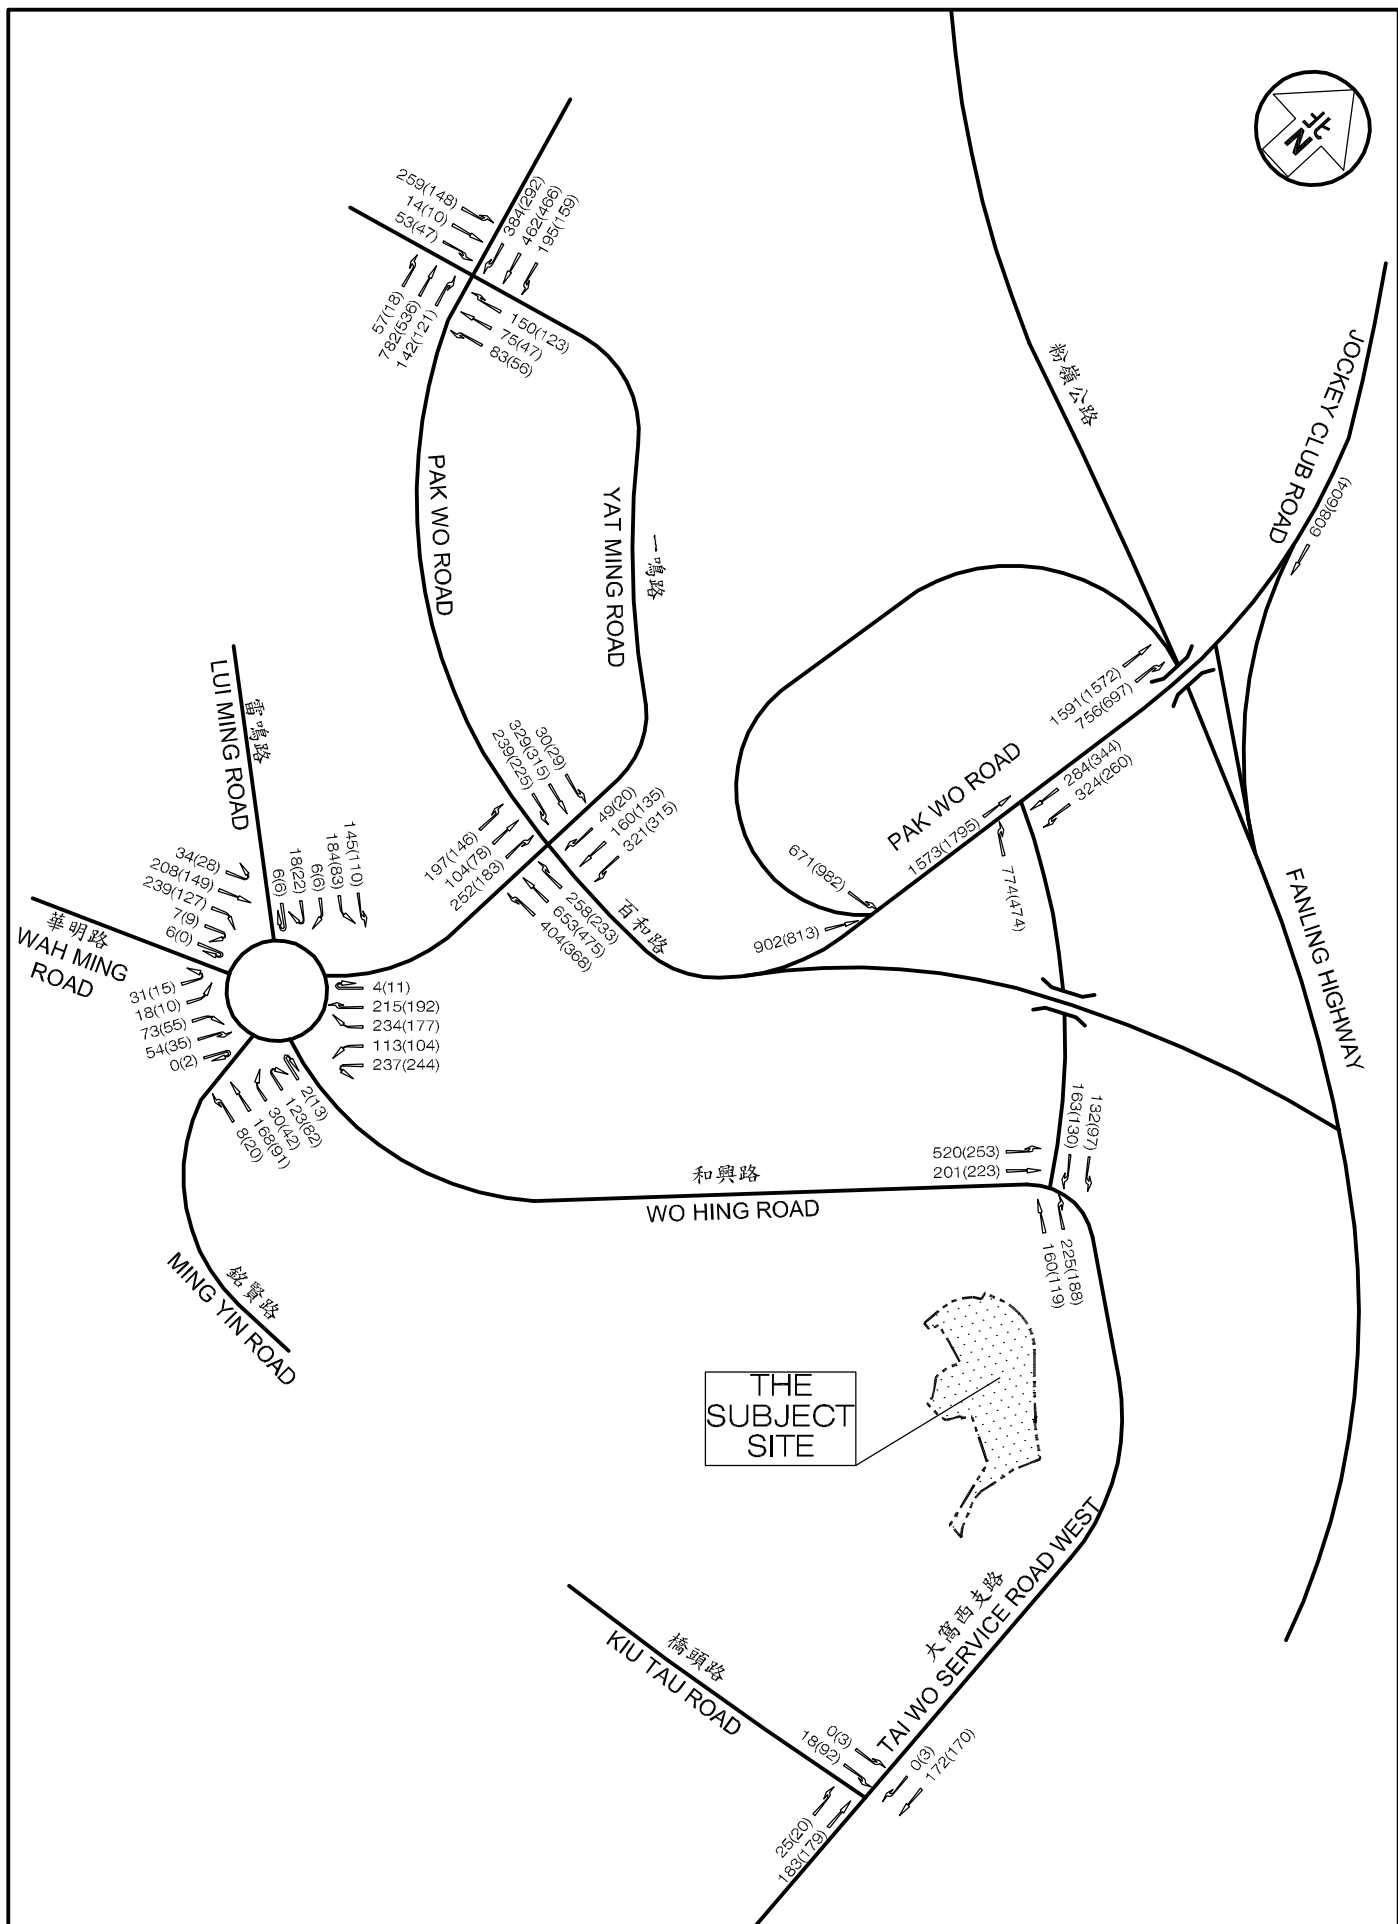 北
N
259(148)
14(10)
53(47)
384(292)
462(466)
195(159)
57(18)
782(536)
142(121)
150(123)
75(47)
83(56)
粉嶺公路
JOCKEY CLUB ROAD
608(604)
PAK WO ROAD
YAT MING ROAD
一鳴路
LUI MING ROAD
雷鳴路
1591(1572)
756(697)
284(344)
324(260)
PAK WO ROAD
1573(1795)
774(474)
671(982)
902(813)
30(29)
329(315)
239(225)
49(20)
160(135)
321(315)
197(146)
104(78)
252(183)
258(233)
653(475)
404(368)
百和路
FANLING HIGHWAY
145(110)
184(83)
6(6)
18(22)
6(6)
34(28)
208(149)
239(127)
7(9)
6(0)
華明路
WAH MING
ROAD
31(15)
18(10)
73(55)
54(35)
0(2)
4(11)
215(192)
234(177)
113(104)
237(244)
2(13)
123(82)
30(42)
168(91)
8(20)
132(97)
163(130)
520(253)
201(223)
和興路
WO HING ROAD
225(188)
160(119)
銘賢路
MING YIN ROAD
THE
SUBJECT
SITE
大窩西支路
TAI WO SERVICE ROAD WEST
橋頭路
KIU TAU ROAD
0(3)
18(92)
0(3)
172(170)
25(20)
183(179)